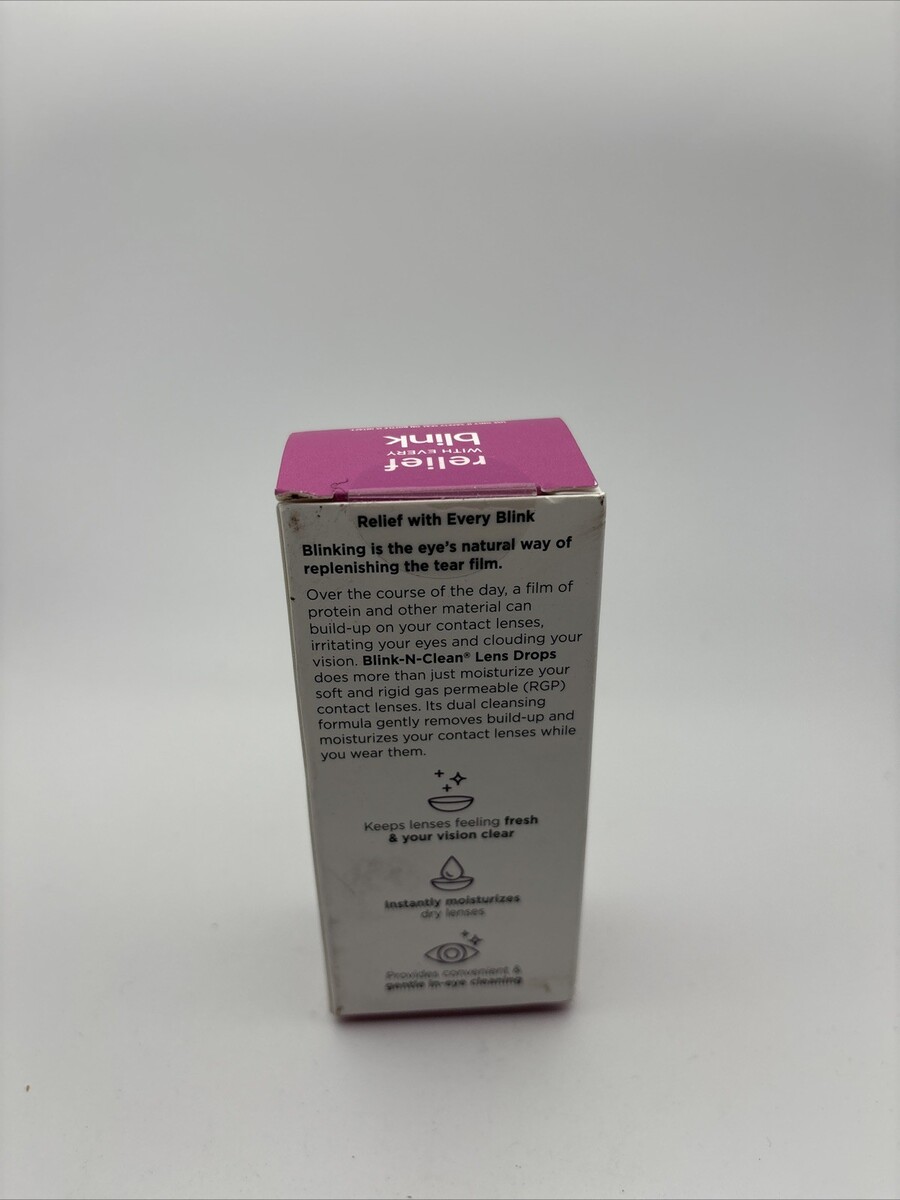 relief
WITH EVERY
blink
Relief with Every Blink
Blinking is the eye's natural way of
replenishing the tear film.
Over the course of the day, a film of
protein and other material can
build-up on your contact lenses,
irritating your eyes and clouding your
vision. Blink-N-Clean® Lens Drops
does more than just moisturize your
soft and rigid gas permeable (RGP)
contact lenses. Its dual cleansing
formula gently removes build-up and
moisturizes your contact lenses while
you wear them.
Keeps lenses feeling fresh
& your vision clear
Instantly moisturizes
dry lenses
Provides convenient &
gentle in-eye cleaning